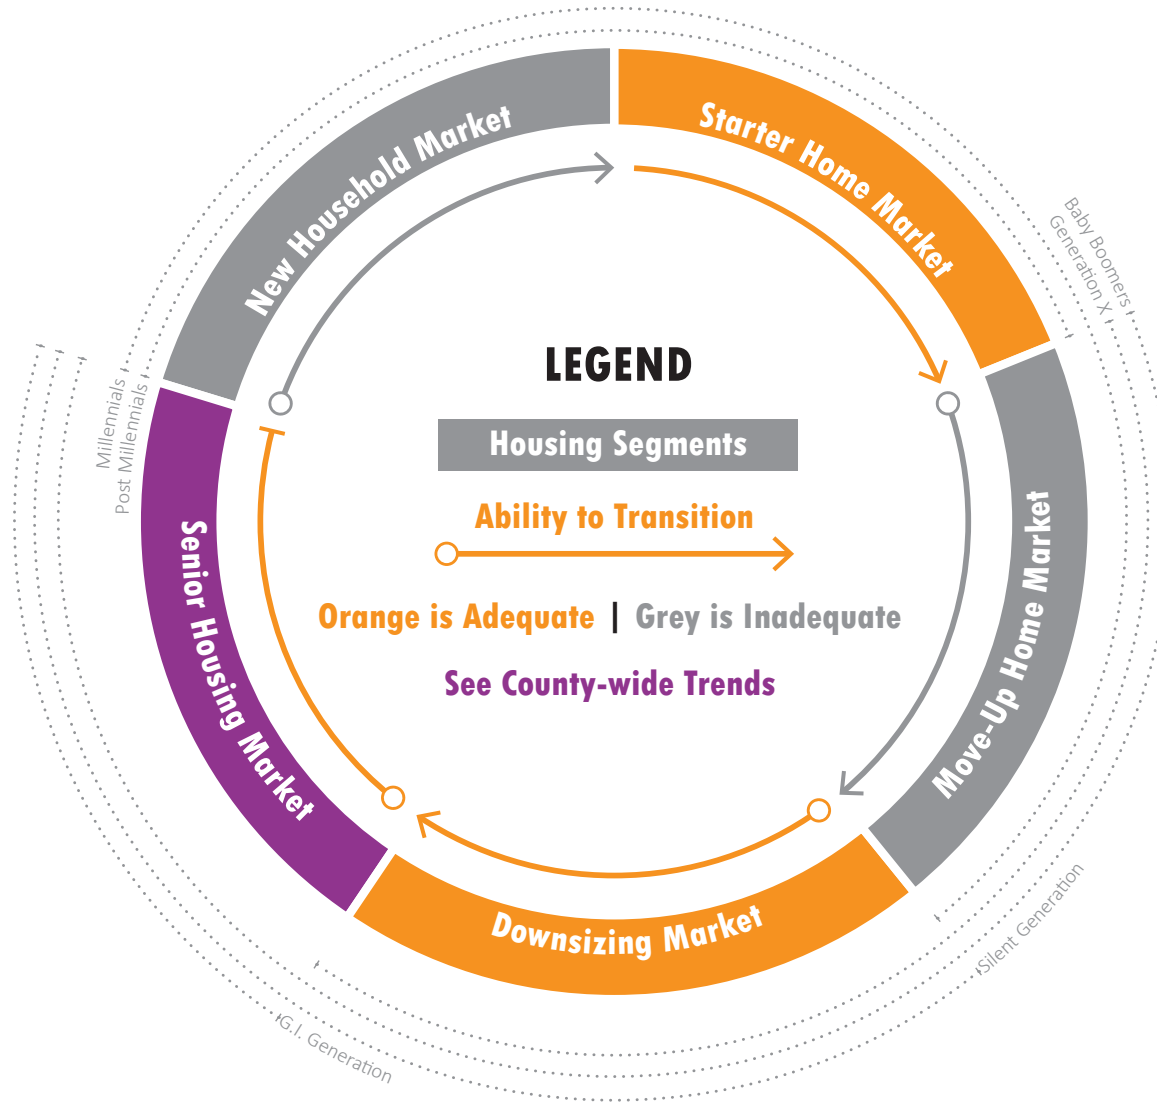 New Household Market
Starter Home Market
Baby Boomers
Generation X
LEGEND
Housing Segments
Ability to Transition
Orange is Adequate | Grey is Inadequate
See County-wide Trends
Millennials
Post Millennials
Senior Housing Market
Move-Up Home Market
Downsizing Market
Silent Generation
G.I. Generation